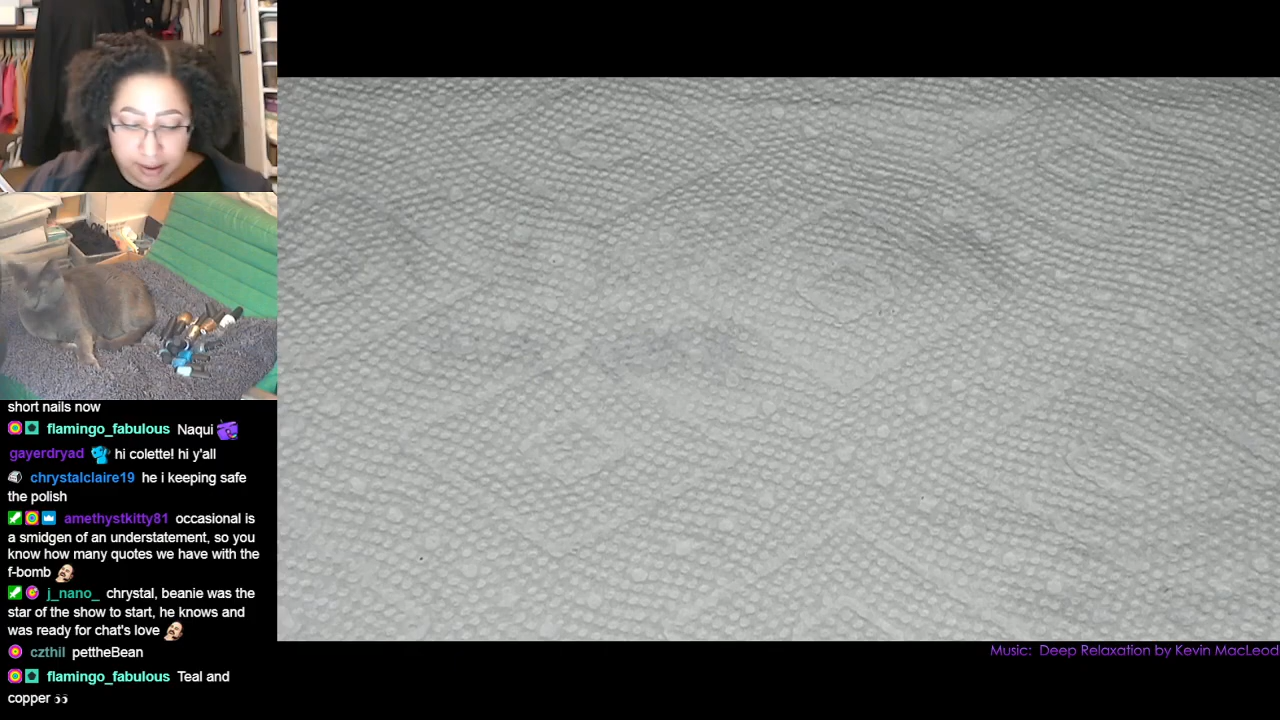 short nails now
flamingo_fabulous Naqui
gayerdryad hi colette! hi y'all
chrystalclaire19 he i keeping safe
the polish
amethystkitty81 occasional is
a smidgen of an understatement, so you
know how many quotes we have with the
f-bomb
j_nano_ chrystal, beanie was the
star of the show to start, he knows and
was ready for chat's love
czthil pettheBean
flamingo_fabulous Teal and
copper 👀
Music: Deep Relaxation by Kevin MacLeod